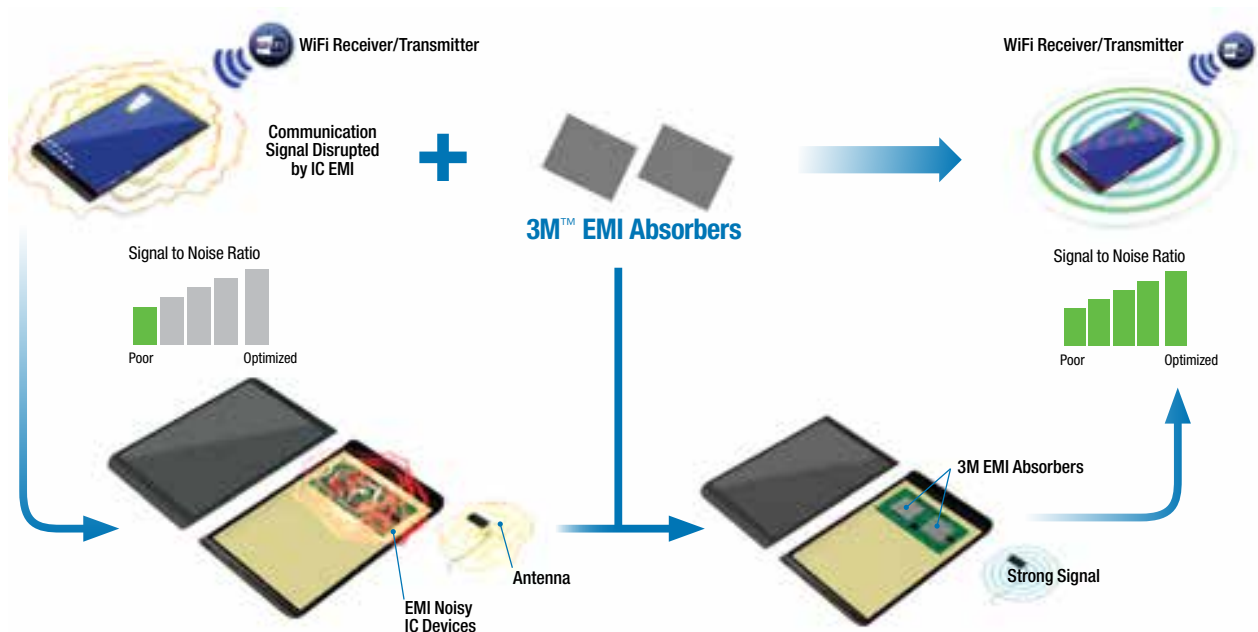 WiFi Receiver/Transmitter
Communication
Signal Disrupted
by IC EMI
3M™ EMI Absorbers
WiFi Receiver/Transmitter
Signal to Noise Ratio
Poor
Optimized
Signal to Noise Ratio
Poor
Optimized
EMI Noisy
IC Devices
Antenna
3M EMI Absorbers
Strong Signal